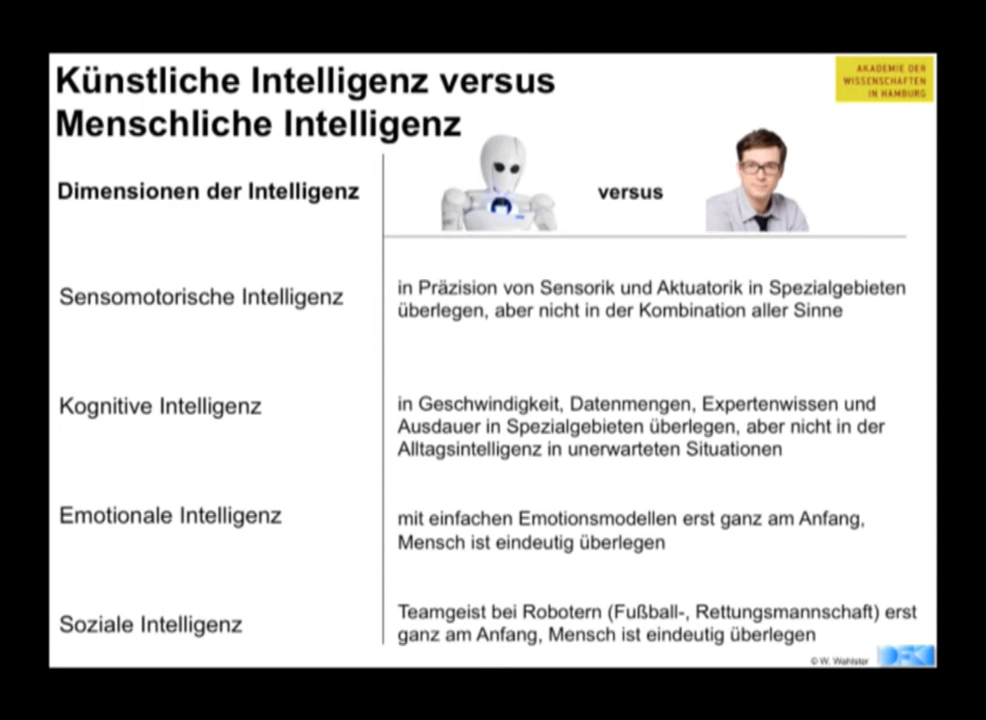 Künstliche Intelligenz versus
Menschliche Intelligenz
AKADEMIE DER
WISSENSCHAFTEN
IN HAMBURG
Dimensionen der Intelligenz
versus
Sensomotorische Intelligenz
in Präzision von Sensorik und Aktuatorik in Spezialgebieten
überlegen, aber nicht in der Kombination aller Sinne
Kognitive Intelligenz
in Geschwindigkeit, Datenmengen, Expertenwissen und
Ausdauer in Spezialgebieten überlegen, aber nicht in der
Alltagsintelligenz in unerwarteten Situationen
Emotionale Intelligenz
mit einfachen Emotionsmodellen erst ganz am Anfang,
Mensch ist eindeutig überlegen
Soziale Intelligenz
Teamgeist bei Robotern (Fußball-, Rettungsmannschaft) erst
ganz am Anfang, Mensch ist eindeutig überlegen
© W. Wahlster
DFKI